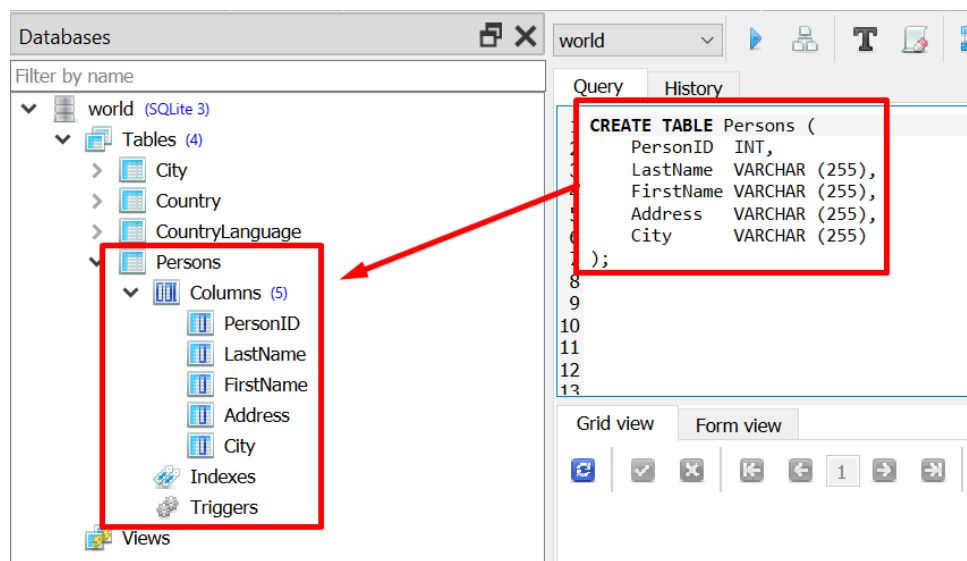 Databases
Filter by name
world (SQLite 3)
Tables (4)
City
Country
CountryLanguage
Persons
Columns (5)
PersonID
LastName
FirstName
Address
City
Indexes
Triggers
Views
world
T
Query History
1 CREATE TABLE Persons (
2 PersonID INT,
3 LastName VARCHAR (255),
4 FirstName VARCHAR (255),
5 Address VARCHAR (255),
6 City VARCHAR (255)
7 );
8
9
10
11
12
13
Grid view Form view
1